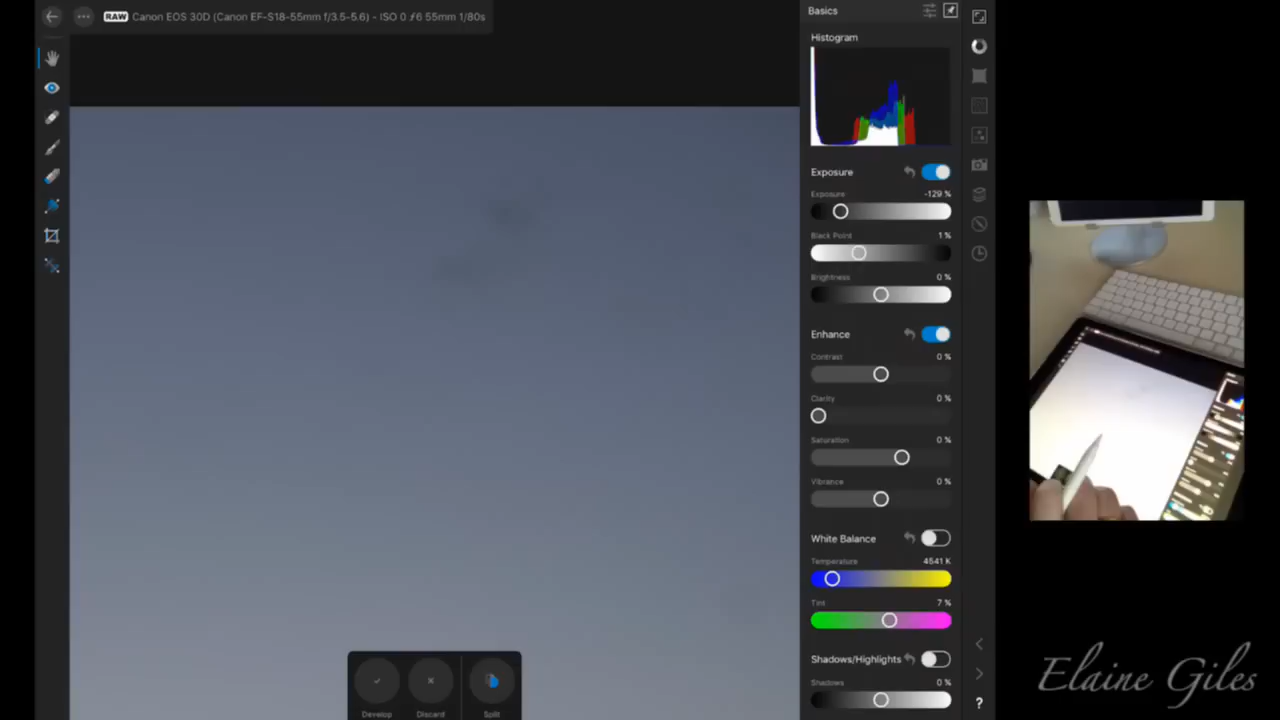 RAW Canon EOS 30D (Canon EF-S18-55mm f/3.5-5.6) - ISO 0 ƒ6 55mm 1/80s
Basics
Histogram
Exposure
Exposure -129 %
Black Point 1 %
Brightness 0 %
Enhance
Contrast 0 %
Clarity 0 %
Saturation 0 %
Vibrance 0 %
White Balance
Temperature 4541 K
Tint 7 %
Shadows/Highlights
Shadows 0 %
Develop Discard Split
?
Elaine Giles